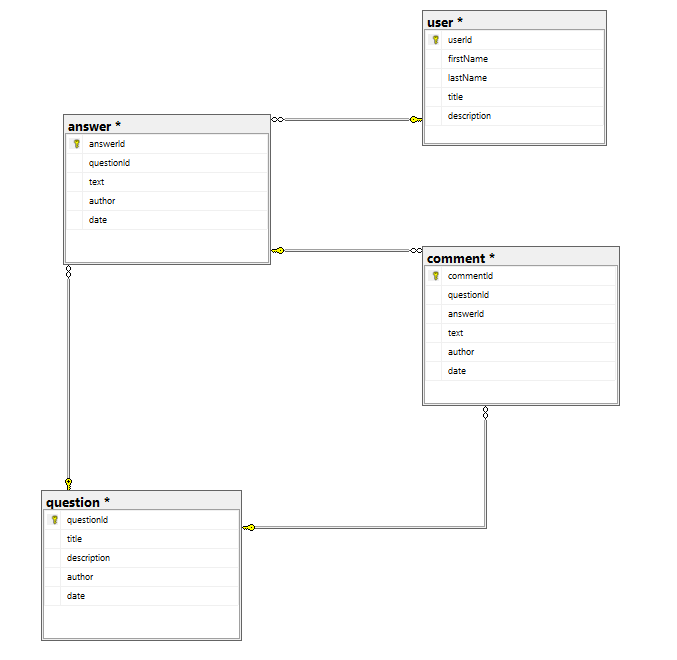 user *
userId
firstName
lastName
title
description
answer *
answerId
questionId
text
author
date
comment *
commentId
questionId
answerId
text
author
date
question *
questionId
title
description
author
date